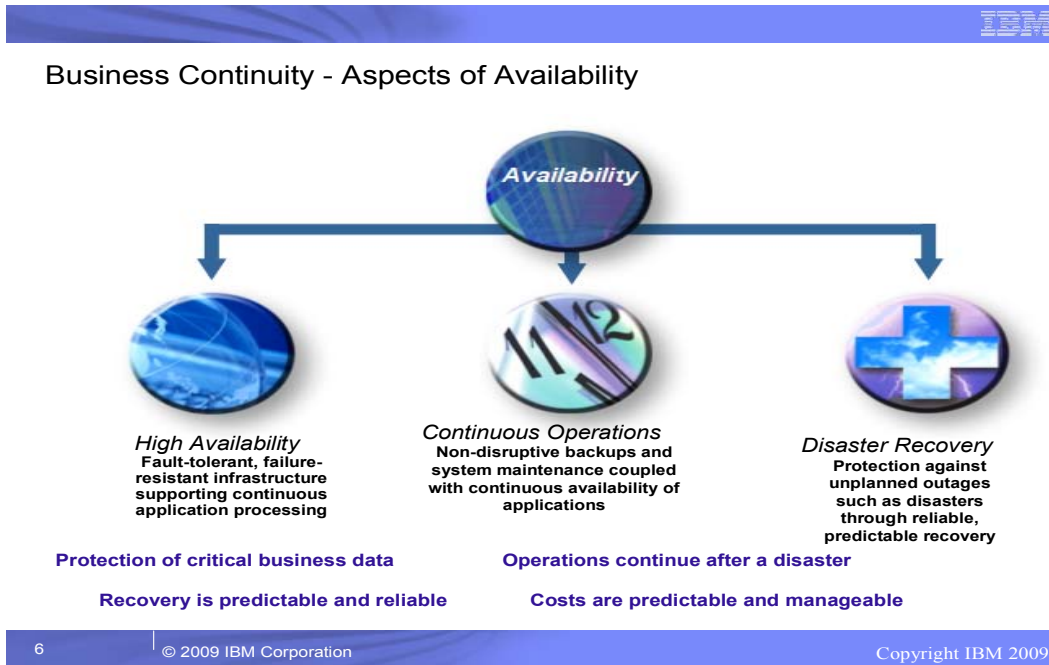 IBM
Business Continuity - Aspects of Availability
Availability
11
12
High Availability
Fault-tolerant, failure-
resistant infrastructure
supporting continuous
application processing
Continuous Operations
Non-disruptive backups and
system maintenance coupled
with continuous availability of
applications
Disaster Recovery
Protection against
unplanned outages
such as disasters
through reliable,
predictable recovery
Protection of critical business data
Operations continue after a disaster
Recovery is predictable and reliable
Costs are predictable and manageable
6
© 2009 IBM Corporation
Copyright IBM 2009